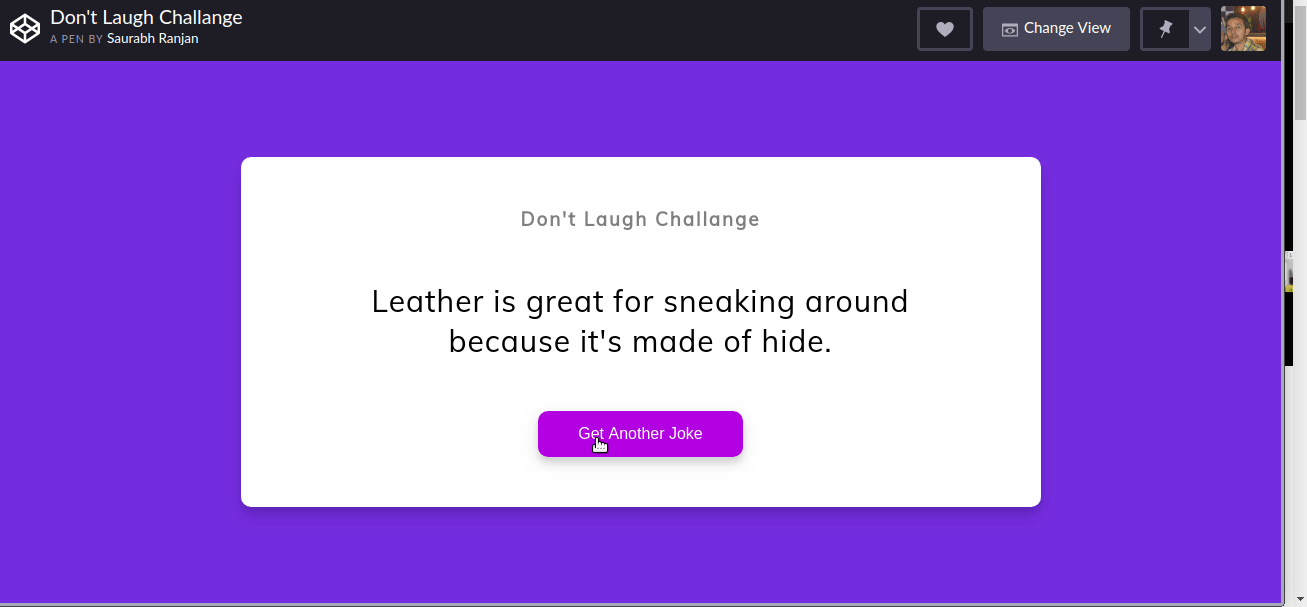 Don't Laugh Challange
A PEN BY Saurabh Ranjan
Change View
Don't Laugh Challange
Leather is great for sneaking around
because it's made of hide.
Get Another Joke